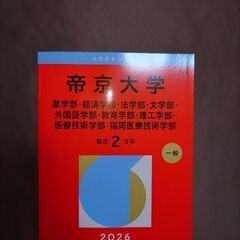 帝京大学
薬学部・経済学部・法学部・文学部・
外国語学部・教育学部・理工学部・
医療技術学部・福岡医療技術学部
最近2カ年
一般
2026